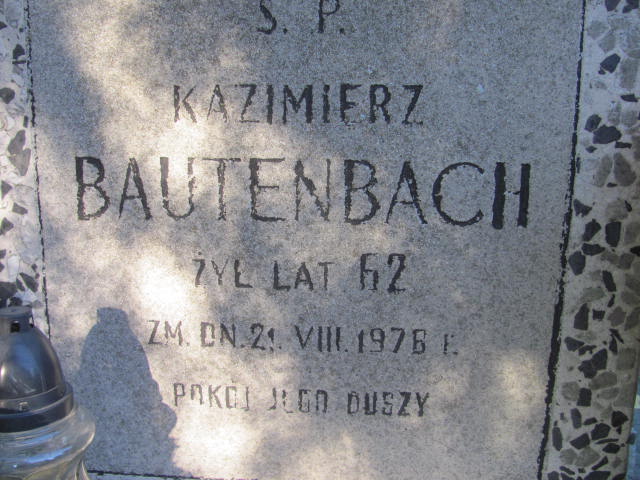 Ś. P.
KAZIMIERZ
BAUTENBACH
ŻYŁ LAT 62
ZM. DN. 21. VIII. 1976 r.
POKÓJ JEGO DUSZY